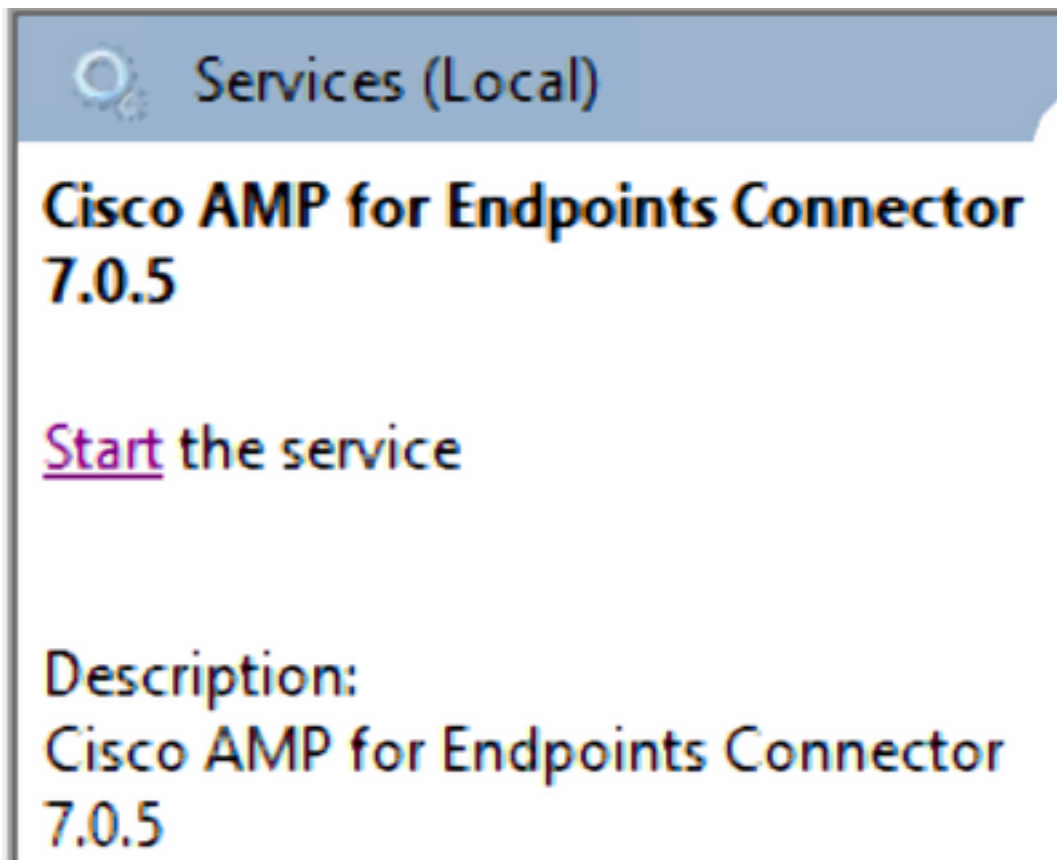 Services (Local)
Cisco AMP for Endpoints Connector
7.0.5
Start the service
Description:
Cisco AMP for Endpoints Connector
7.0.5